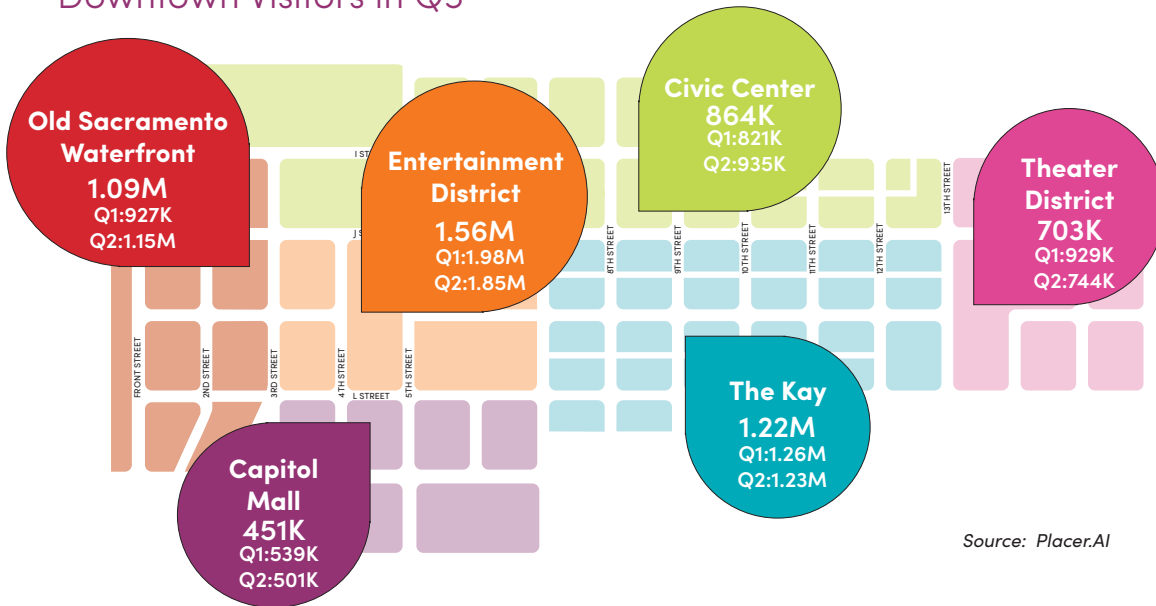 Downtown Visitors in Q3
Old Sacramento
Waterfront
1.09M
Q1:927K
Q2:1.15M
Entertainment
District
1.56M
Q1:1.98M
Q2:1.85M
Civic Center
864K
Q1:821K
Q2:935K
Theater
District
703K
Q1:929K
Q2:744K
The Kay
1.22M
Q1:1.26M
Q2:1.23M
Capitol
Mall
451K
Q1:539K
Q2:501K
I ST
J S
L STREET
FRONT STREET
2ND STREET
3RD STREET
4TH STREET
5TH STREET
8TH STREET
9TH STREET
10TH STREET
11TH STREET
12TH STREET
13TH STREET
Source: Placer.AI